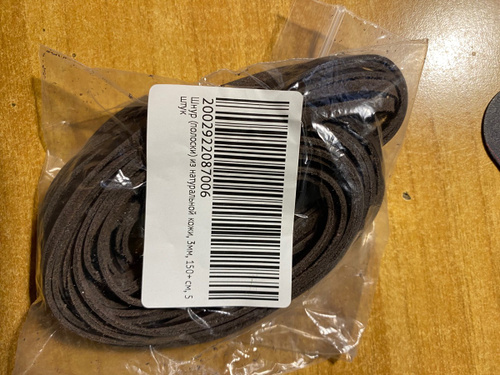 2002922087006
Шнур (полоски) из натуральной кожи, 3мм, 150+ см, 5
штук